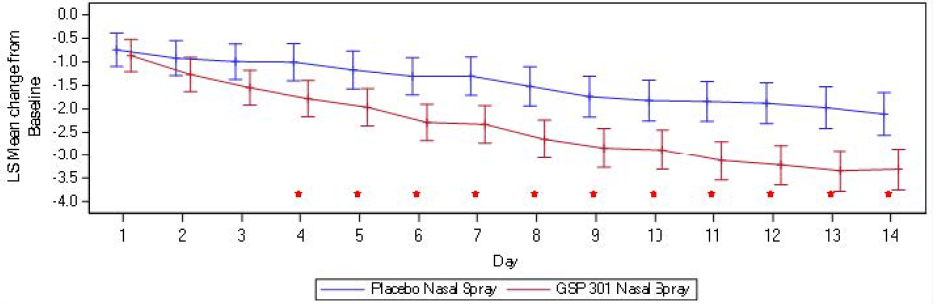 LS Mean change from
Baseline
0.0
-0.5
-1.0
-1.5
-2.0
-2.5
-3.0
-3.5
-4.0
1 2 3 4 5 6 7 8 9 10 11 12 13 14
Day
Placebo Nasal Spray GSP 301 Nasal Spray